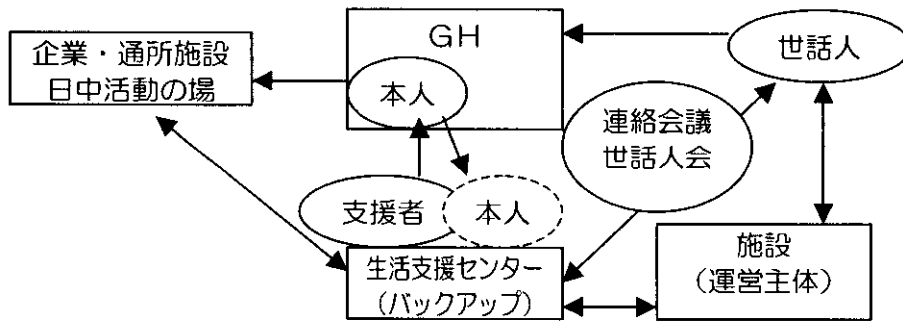 GH
世話人
企業・通所施設
日中活動の場
本人
連絡会議
世話人会
支援者
本人
生活支援センター
(バックアップ)
施設
(運営主体)